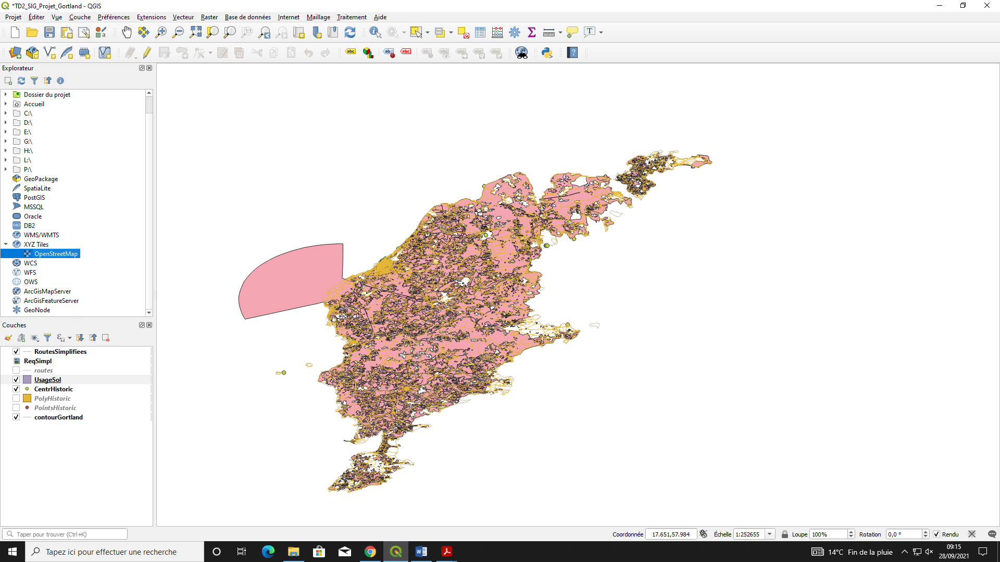 *TD2_SIG_Projet_Gortland - QGIS
Projet Éditer Vue Couche Préférences Extensions Vecteur Raster Base de données Internet Maillage Traitement Aide
Explorateur
Dossier du projet
Accueil
C:\
D:\
E:\
G:\
H:\
L:\
P:\
GeoPackage
SpatiaLite
PostGIS
MSSQL
Oracle
DB2
WMS/WMTS
XYZ Tiles
OpenStreetMap
WCS
WFS
OWS
ArcGisMapServer
ArcGisFeatureServer
GeoNode
Couches
RoutesSimplifiees
ReqSimpl
routes
UsageSol
CentrHistoric
PolyHistoric
PointsHistoric
contourGortland
Taper pour trouver (Ctrl+K)
Coordonnée 17.651,57.984 Échelle 1:252655 Loupe 100% Rotation 0,0 ° Rendu
Tapez ici pour effectuer une recherche
14°C Fin de la pluie
09:15
28/09/2021